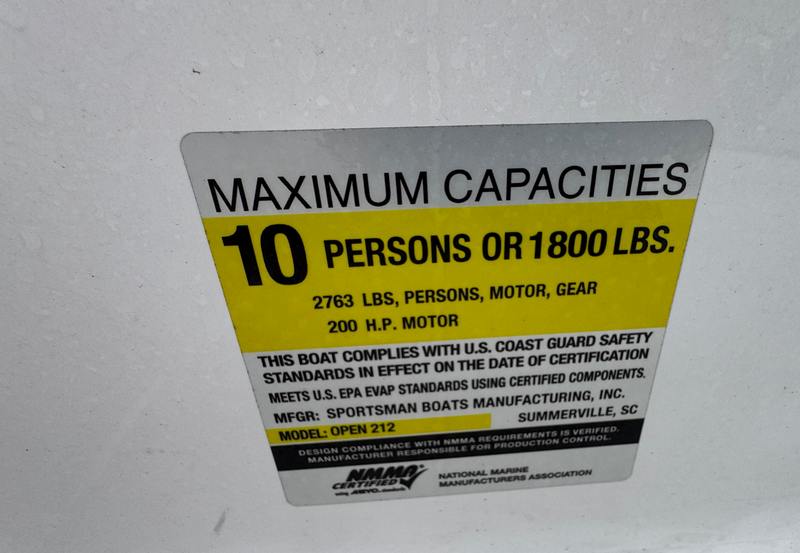 MAXIMUM CAPACITIES
10 PERSONS OR 1800 LBS.
2763 LBS, PERSONS, MOTOR, GEAR
200 H.P. MOTOR
THIS BOAT COMPLIES WITH U.S. COAST GUARD SAFETY
STANDARDS IN EFFECT ON THE DATE OF CERTIFICATION
MEETS U.S. EPA EVAP STANDARDS USING CERTIFIED COMPONENTS.
MFGR: SPORTSMAN BOATS MANUFACTURING, INC.
SUMMERVILLE, SC
MODEL: OPEN 212
DESIGN COMPLIANCE WITH NMMA REQUIREMENTS IS VERIFIED.
MANUFACTURER RESPONSIBLE FOR PRODUCTION CONTROL.
NMMA
CERTIFIED
using ABYC standards
NATIONAL MARINE
MANUFACTURERS ASSOCIATION